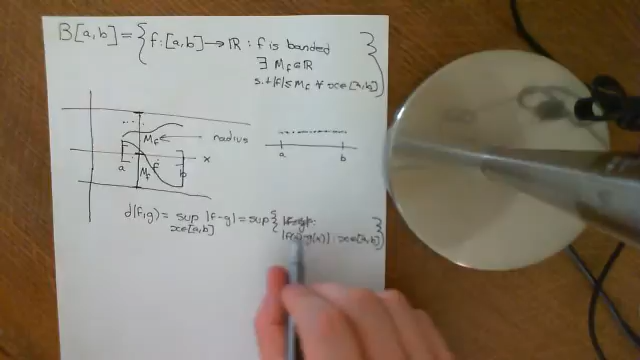 B[a,b] = { f: [a,b] → ℝ : f is bounded
∃ M_f ∈ ℝ
s.t |f| ≤ M_f ∀ x∈[a,b] }
M_f ← radius
x
a b
M_f f
a b
d(f,g) = sup |f-g| = sup {
x∈[a,b] |f(x)-g(x)| : x∈[a,b] }